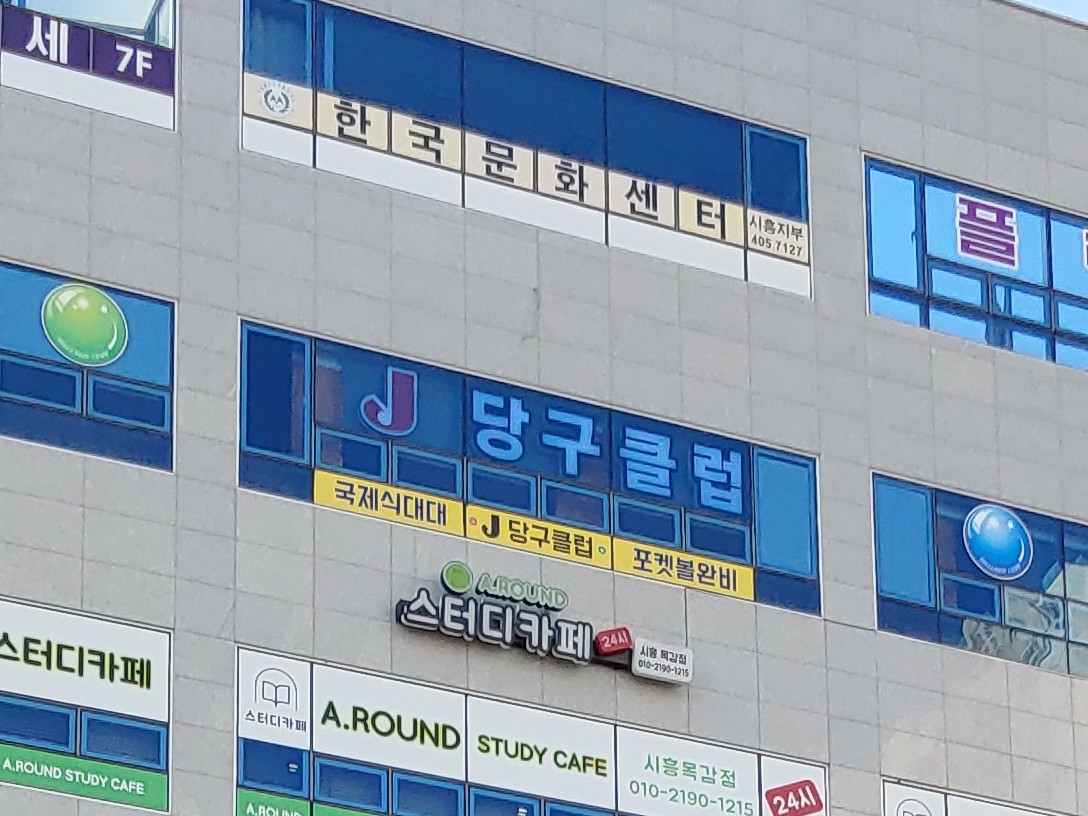 세 7F
한국문화센터
시흥지부
405.7127
플
J 당구클럽
국제식대대
J 당구클럽
포켓볼완비
A.ROUND
스터디카페
24시
시흥 목감점
010-2190-1215
스터디카페
A.ROUND STUDY CAFE
스터디카페
A.ROUND
STUDY CAFE
시흥목감점
010-2190-1215
24시
A.ROUND